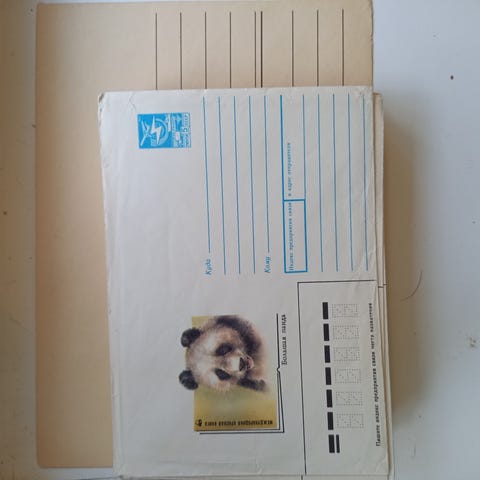 Куда
Кому
Индекс предприятия связи и адрес отправителя
Большая панда
Пишите индекс предприятия связи места назначения